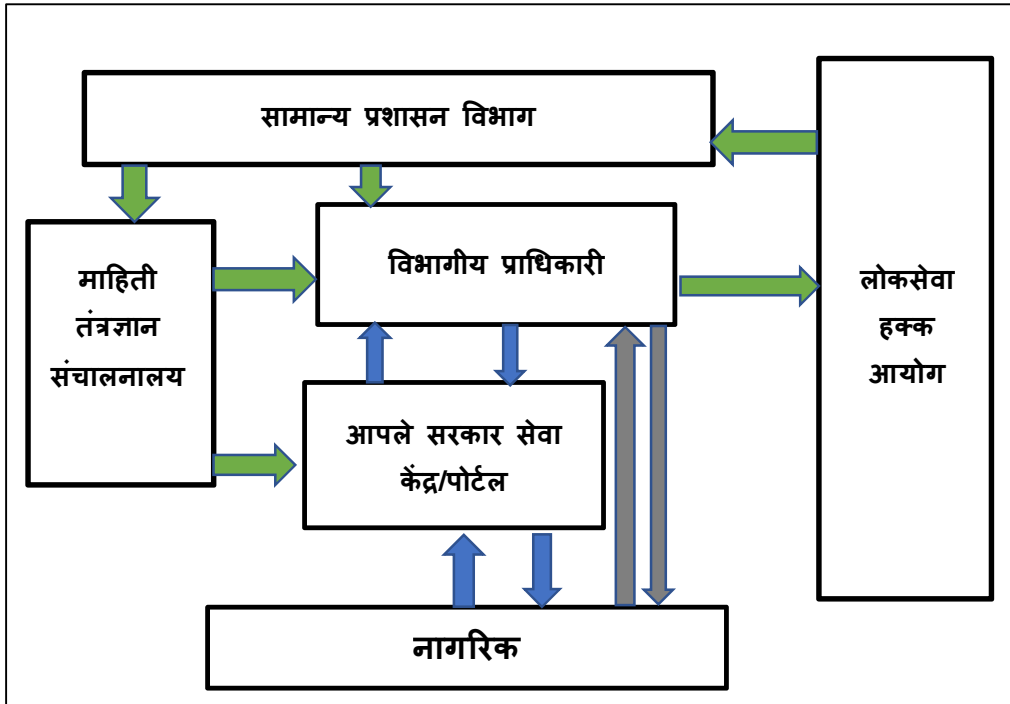 सामान्य प्रशासन विभाग
विभागीय प्राधिकारी
माहिती
तंत्रज्ञान
संचालनालय
लोकसेवा
हक्क
आयोग
आपले सरकार सेवा
केंद्र/पोर्टल
नागरिक